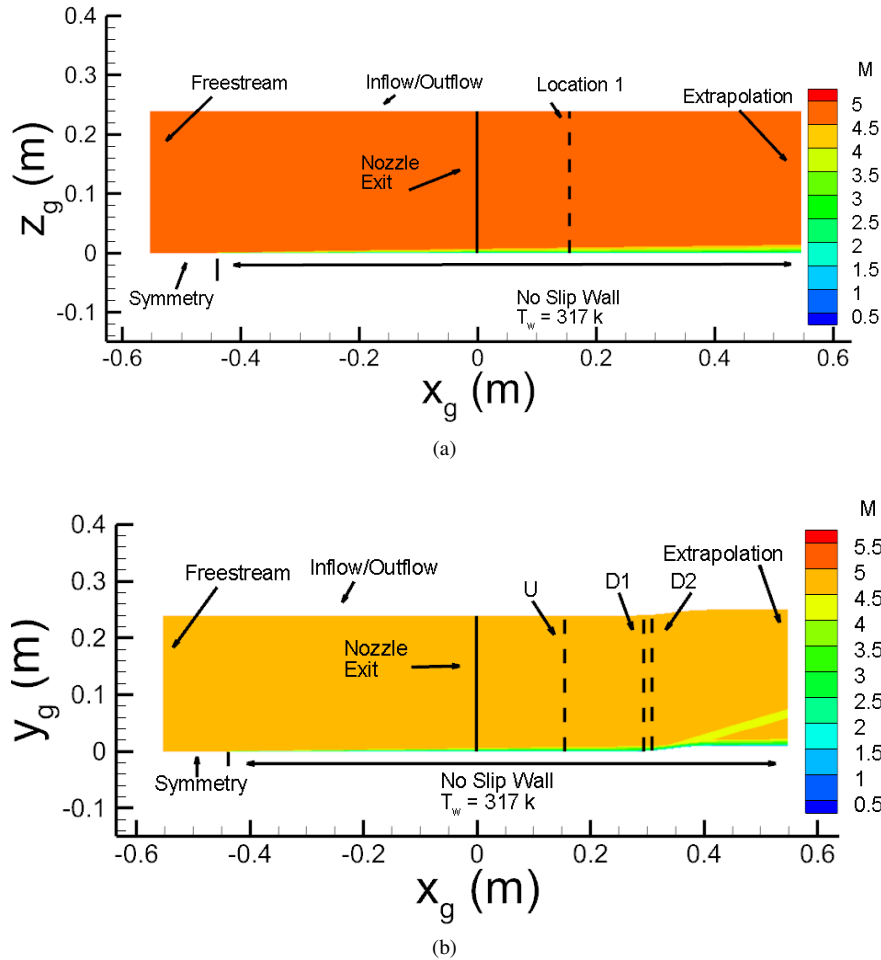 0.4
0.3
0.2
0.1
0
-0.1
z_g (m)
Freestream
Inflow/Outflow
Location 1
Extrapolation
Nozzle
Exit
Symmetry
No Slip Wall
T_w = 317 k
-0.6
-0.4
-0.2
0
0.2
0.4
0.6
x_g (m)
M
5
4.5
4
3.5
3
2.5
2
1.5
1
0.5
(a)
0.4
0.3
0.2
0.1
0
-0.1
y_g (m)
Freestream
Inflow/Outflow
U
D1
D2
Extrapolation
Nozzle
Exit
Symmetry
No Slip Wall
T_w = 317 k
-0.6
-0.4
-0.2
0
0.2
0.4
0.6
x_g (m)
M
5.5
5
4.5
4
3.5
3
2.5
2
1.5
1
0.5
(b)